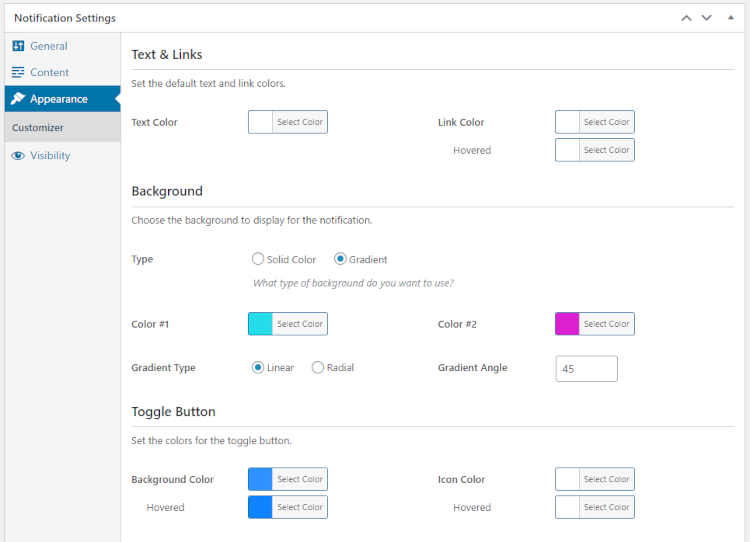 Notification Settings
General
Content
Appearance
Customizer
Visibility
Text & Links
Set the default text and link colors.
Text Color Select Color Link Color Select Color
Hovered Select Color
Background
Choose the background to display for the notification.
Type Solid Color Gradient
What type of background do you want to use?
Color #1 Select Color Color #2 Select Color
Gradient Type Linear Radial Gradient Angle 45
Toggle Button
Set the colors for the toggle button.
Background Color Select Color Icon Color Select Color
Hovered Select Color Hovered Select Color